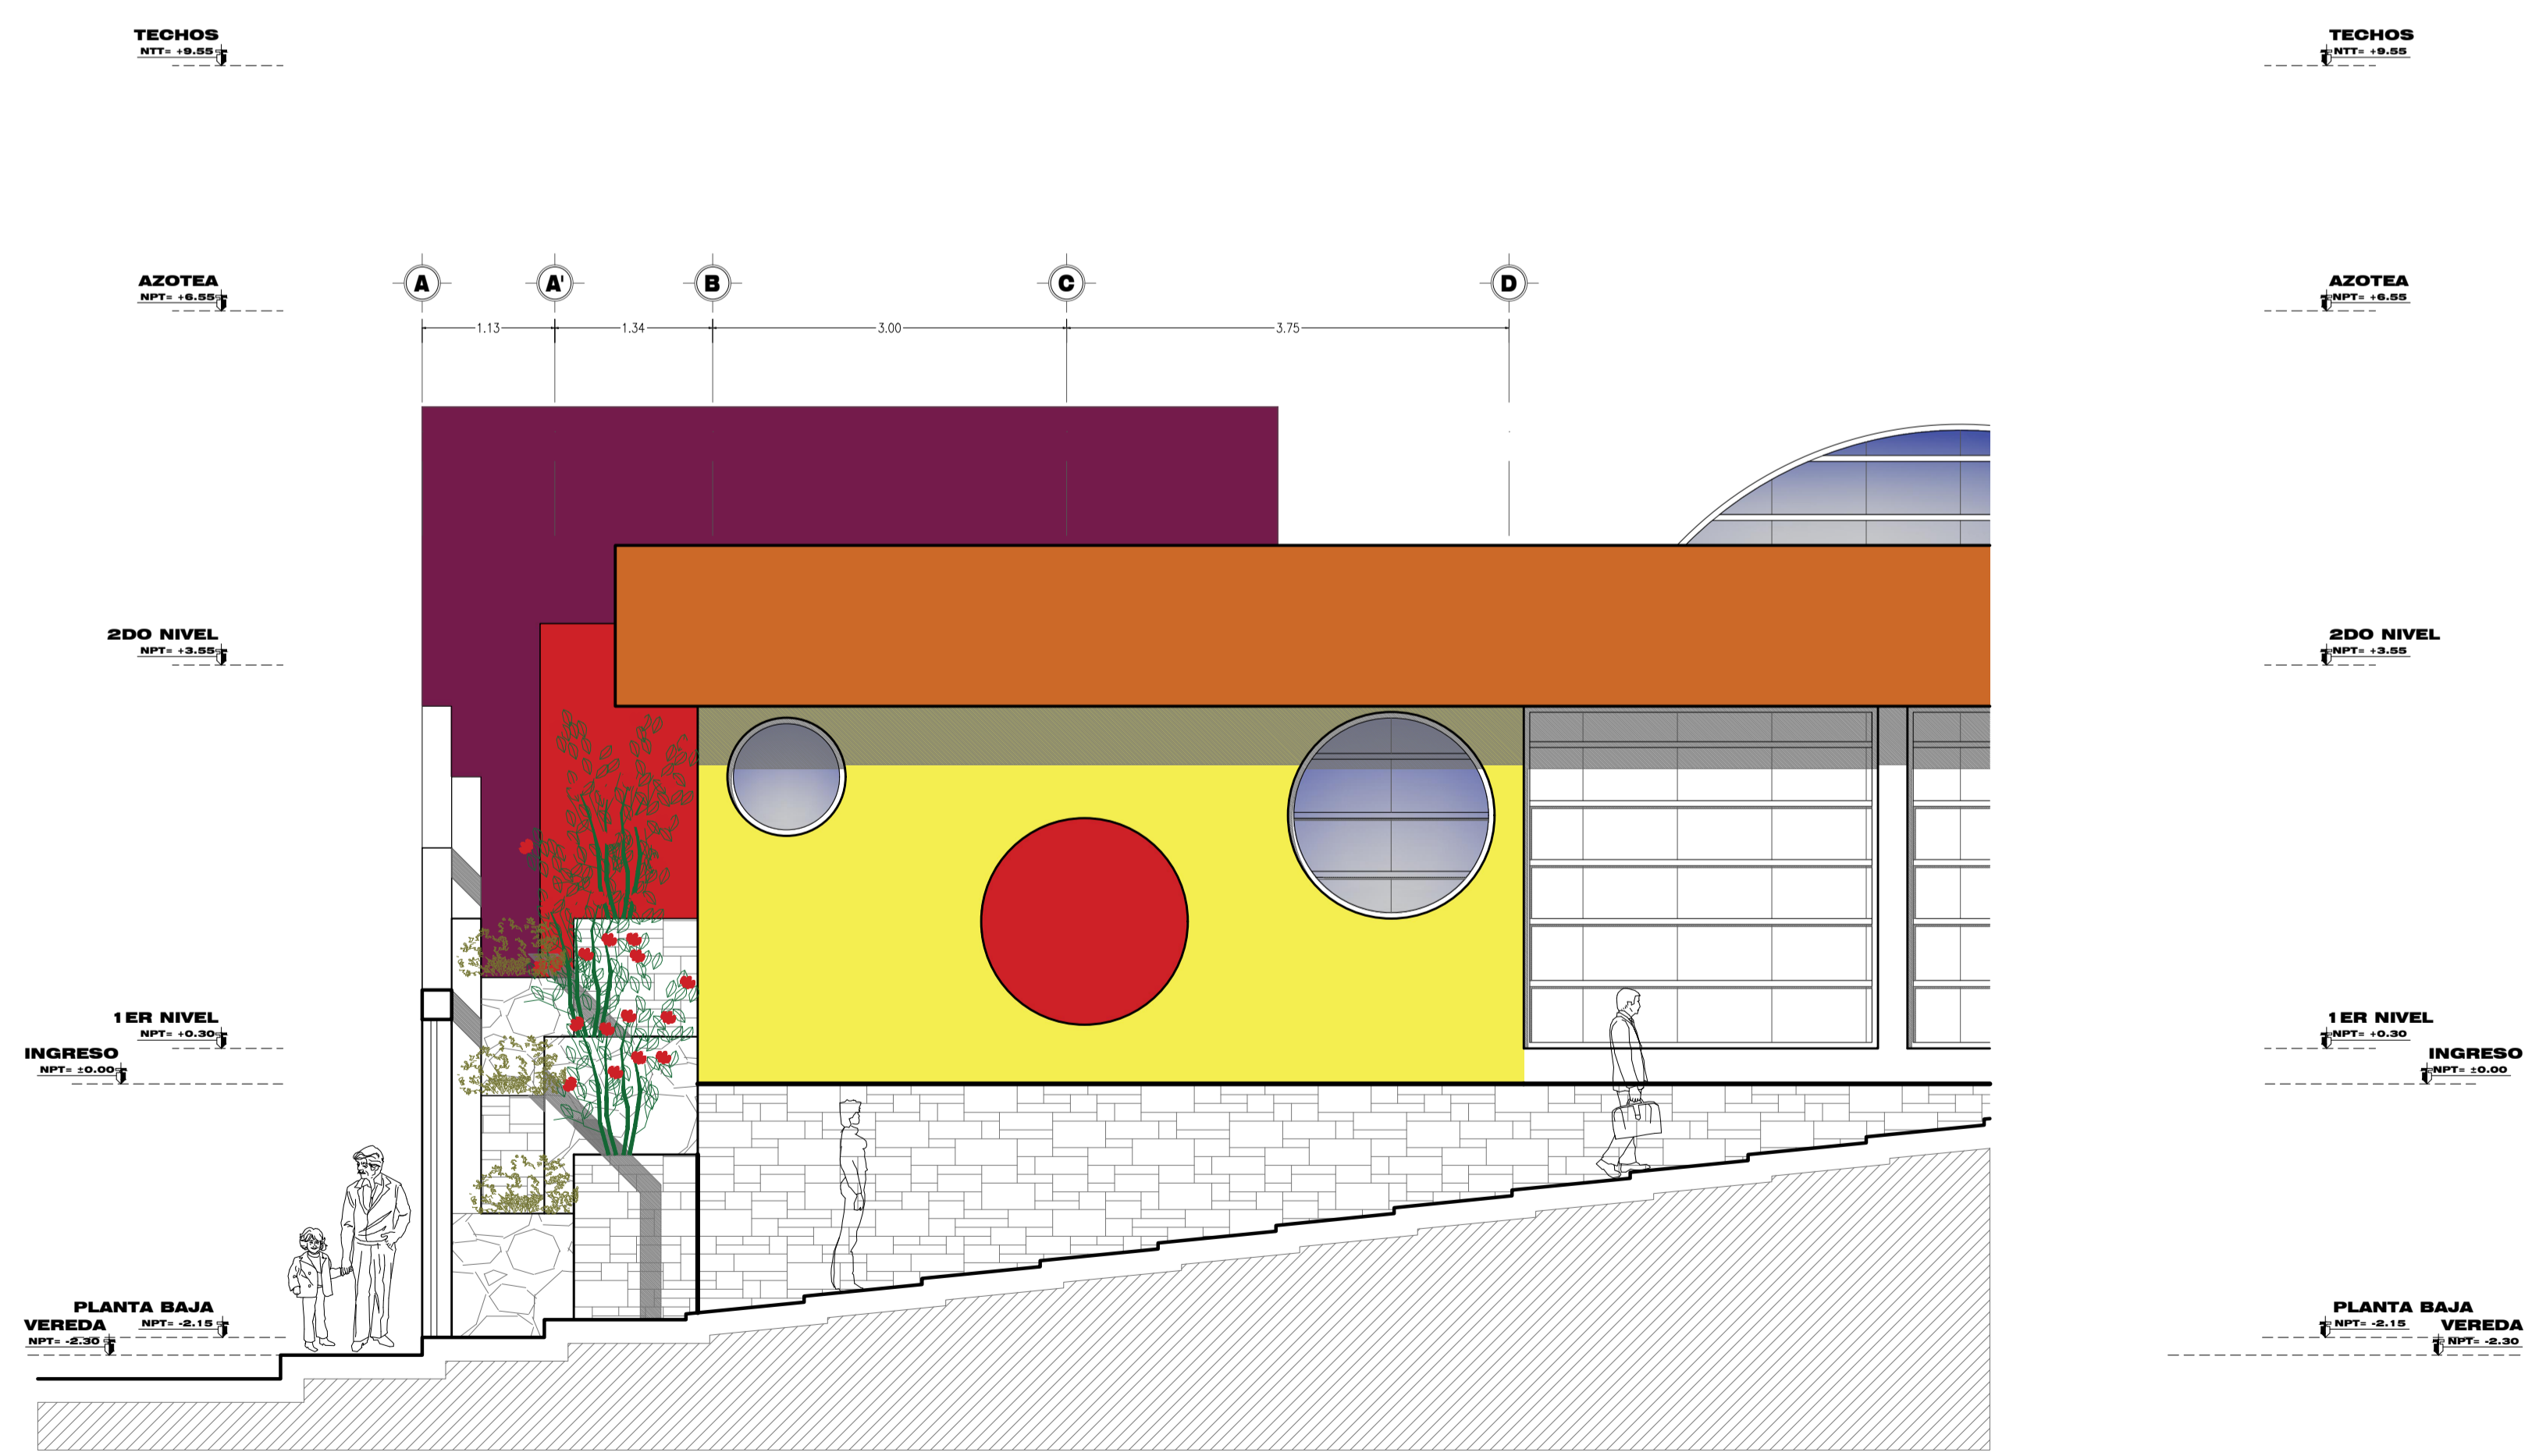 TECHOS
NTT= +9.55
TECHOS
NTT= +9.55
AZOTEA
NPT= +6.55
A
A'
B
C
D
AZOTEA
NPT= +6.55
1.13
1.34
3.00
3.75
2DO NIVEL
NPT= +3.55
2DO NIVEL
NPT= +3.55
1ER NIVEL
NPT= +0.30
1ER NIVEL
NPT= +0.30
INGRESO
NPT= ±0.00
INGRESO
NPT= ±0.00
PLANTA BAJA
NPT= -2.15
PLANTA BAJA
NPT= -2.15
VEREDA
NPT= -2.30
VEREDA
NPT= -2.30